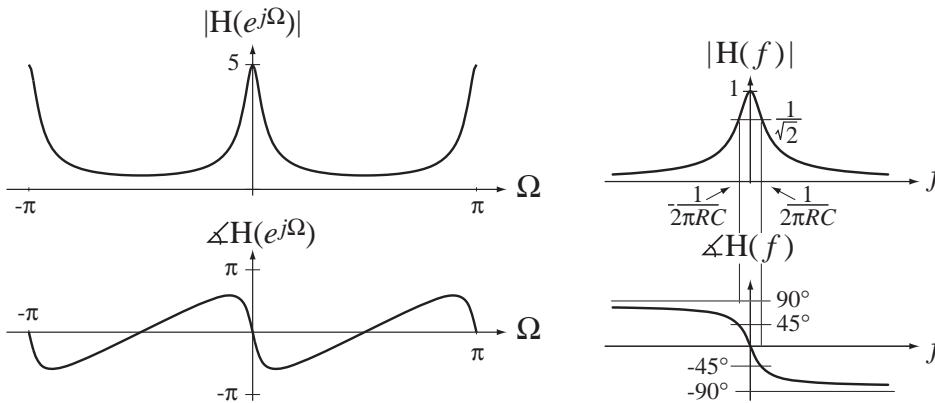 |H(e^jΩ)|
5
-π
π
Ω
∡H(e^jΩ)
π
-π
π
Ω
-π
|H(f)|
1
1/√2
f
-1/2πRC
1/2πRC
∡H(f)
90°
45°
f
-45°
-90°